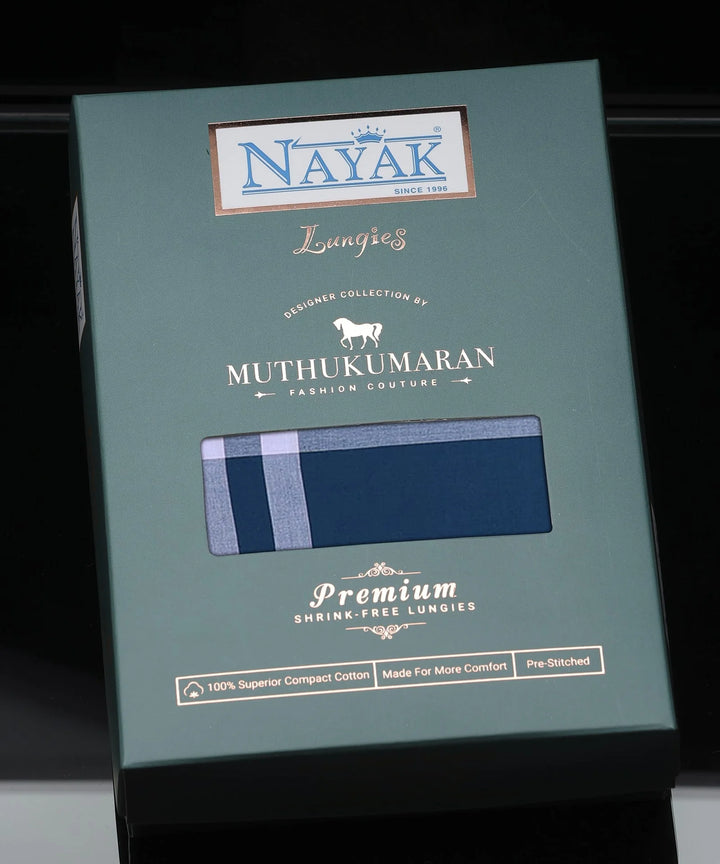 NAYAK®
SINCE 1996
Lungies
DESIGNER COLLECTION BY
MUTHUKUMARAN
FASHION COUTURE
Premium
SHRINK-FREE LUNGIES
100% Superior Compact Cotton
Made For More Comfort
Pre-Stitched